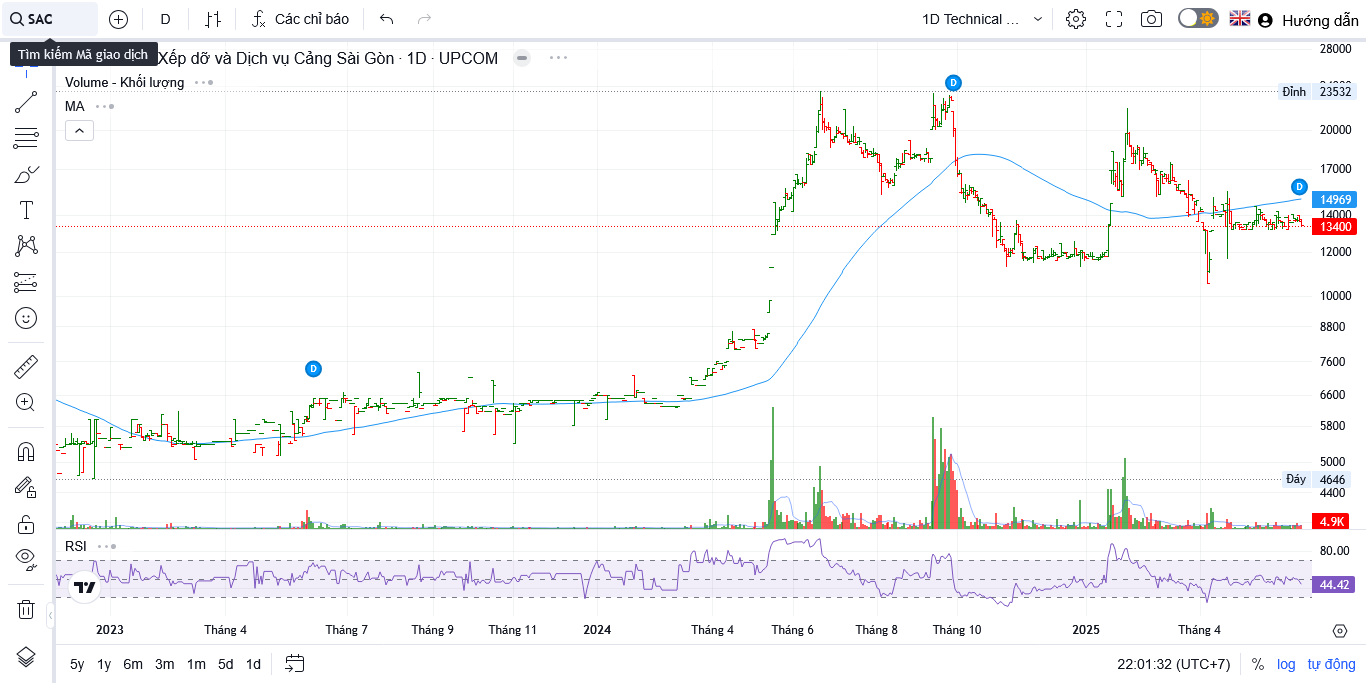 SAC
D
Các chỉ báo
1D Technical ...
Hướng dẫn
Tìm kiếm Mã giao dịch
Xếp dỡ và Dịch vụ Cảng Sài Gòn · 1D · UPCOM
Volume - Khối lượng
MA
28000
Đỉnh 23532
20000
17000
14969
14000
13400
12000
10000
8800
7600
6600
5800
5000
Đáy 4646
4400
4.9K
D
D
D
RSI
80.00
44.42
2023 Tháng 4 Tháng 7 Tháng 9 Tháng 11 2024 Tháng 4 Tháng 6 Tháng 8 Tháng 10 2025 Tháng 4
5y 1y 6m 3m 1m 5d 1d
22:01:32 (UTC+7) % log tự động